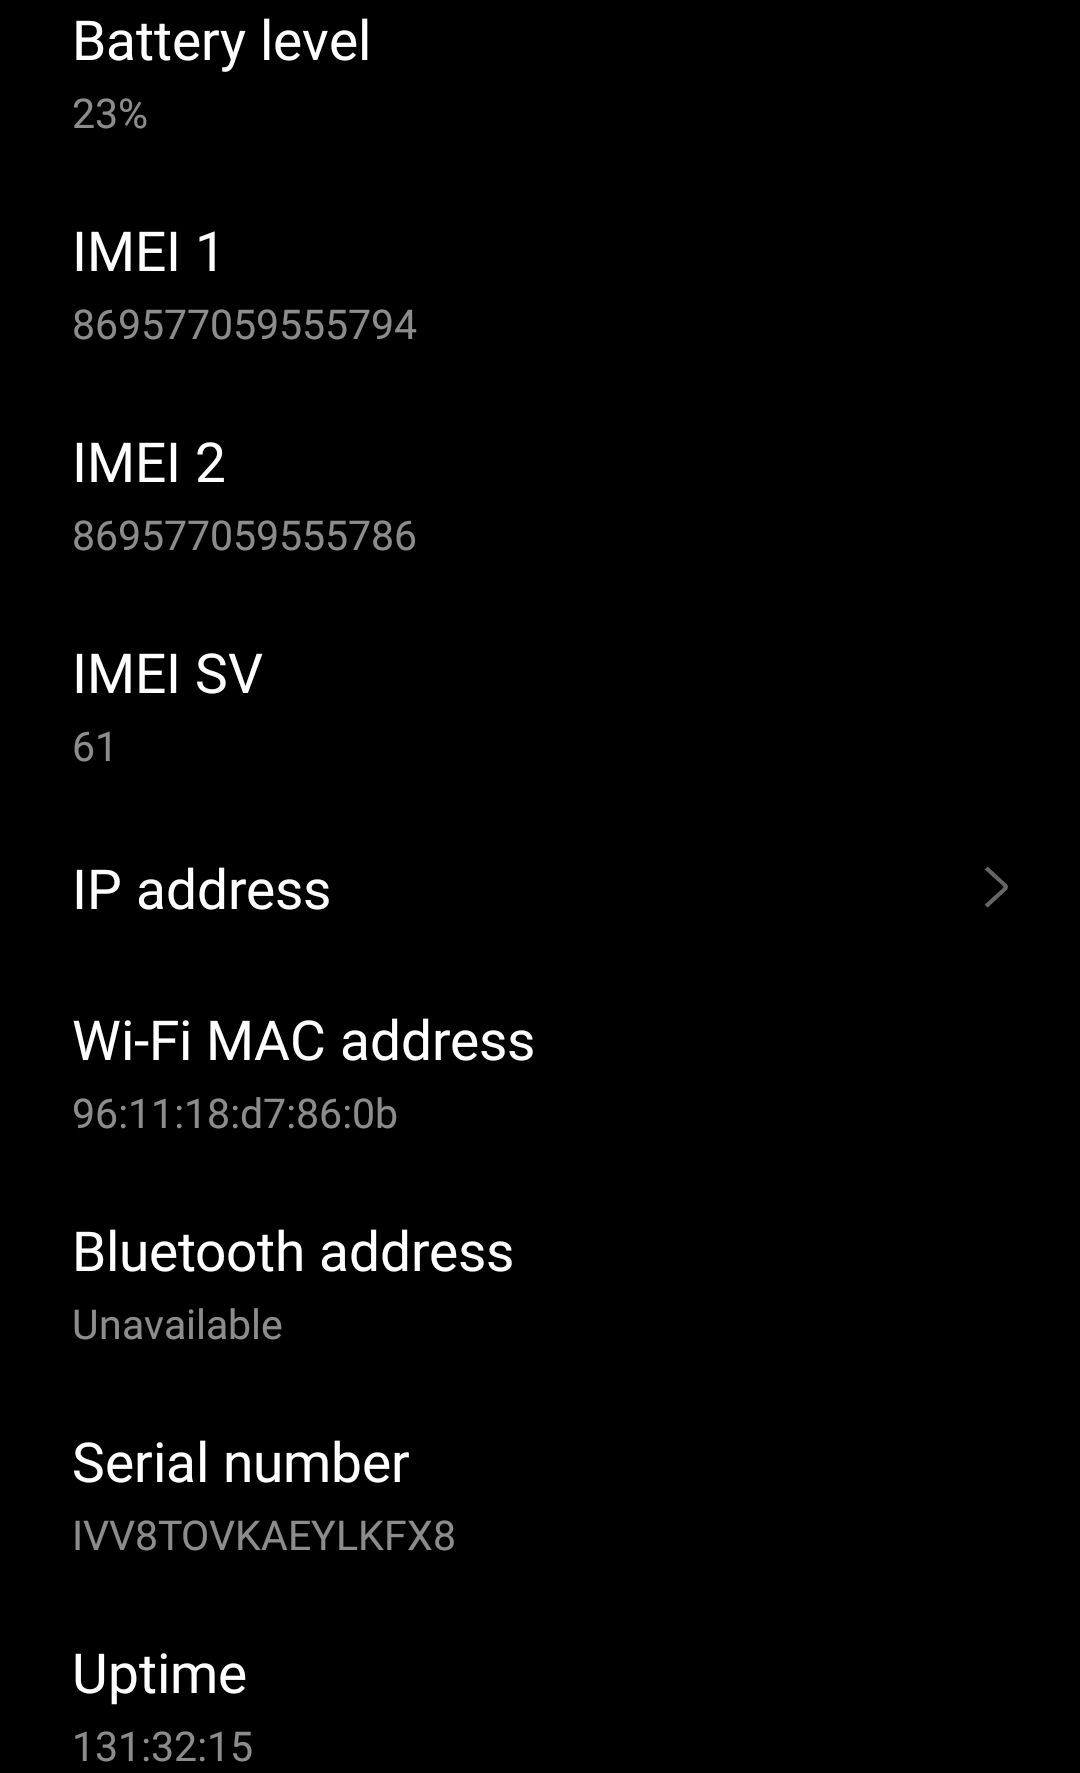 Battery level
23%
IMEI 1
869577059555794
IMEI 2
869577059555786
IMEI SV
61
IP address
Wi-Fi MAC address
96:11:18:d7:86:0b
Bluetooth address
Unavailable
Serial number
IVV8TOVKAEYLKFX8
Uptime
131:32:15